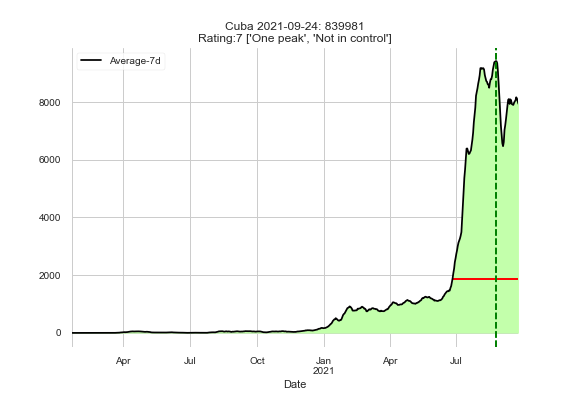 Cuba 2021-09-24: 839981
Rating:7 ['One peak', 'Not in control']
Average-7d
8000
6000
4000
2000
0
Apr
Jul
Oct
Jan
2021
Apr
Jul
Date